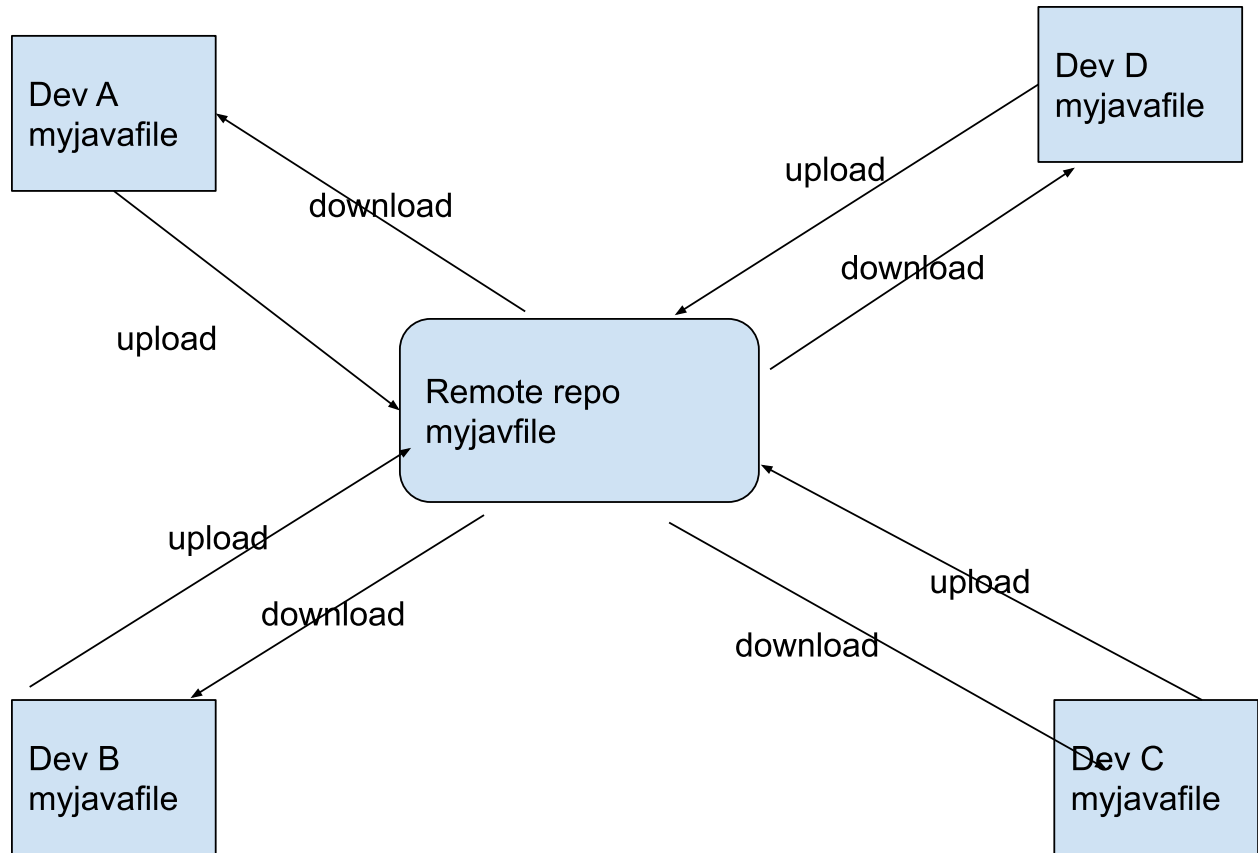 Dev A
myjavafile
Dev D
myjavafile
upload
download
download
upload
Remote repo
myjavfile
upload
download
upload
download
Dev B
myjavafile
Dev C
myjavafile